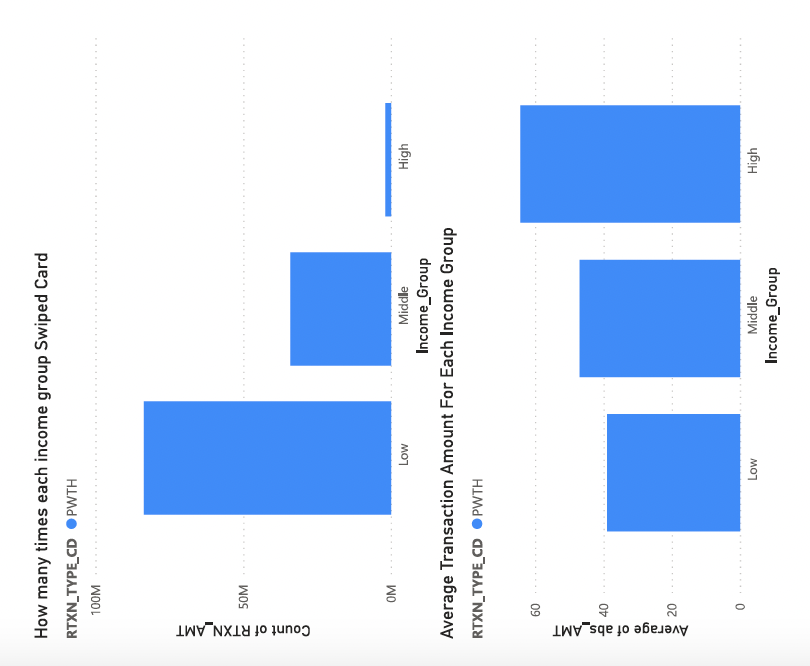 How many times each income group Swiped Card
RTXN_TYPE_CD PWTH
100M
50M
0M
Count of RTXN_AMT
Low
Middle
High
Income_Group
Average Transaction Amount For Each Income Group
RTXN_TYPE_CD PWTH
60
40
20
0
Average of abs_AMT
Low
Middle
High
Income_Group